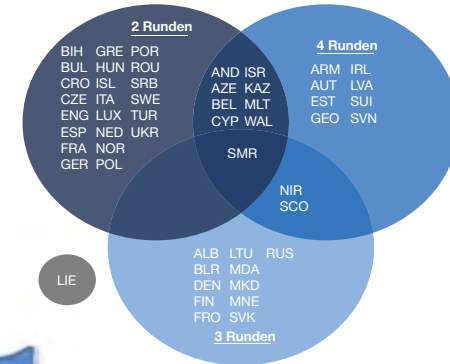 2 Runden
BIH GRE POR
BUL HUN ROU
CRO ISL SRB
CZE ITA SWE
ENG LUX TUR
ESP NED UKR
FRA NOR
GER POL
AND ISR
AZE KAZ
BEL MLT
CYP WAL
SMR
4 Runden
ARM IRL
AUT LVA
EST SUI
GEO SVN
NIR
SCO
LIE
ALB LTU RUS
BLR MDA
DEN MKD
FIN MNE
FRO SVK
3 Runden